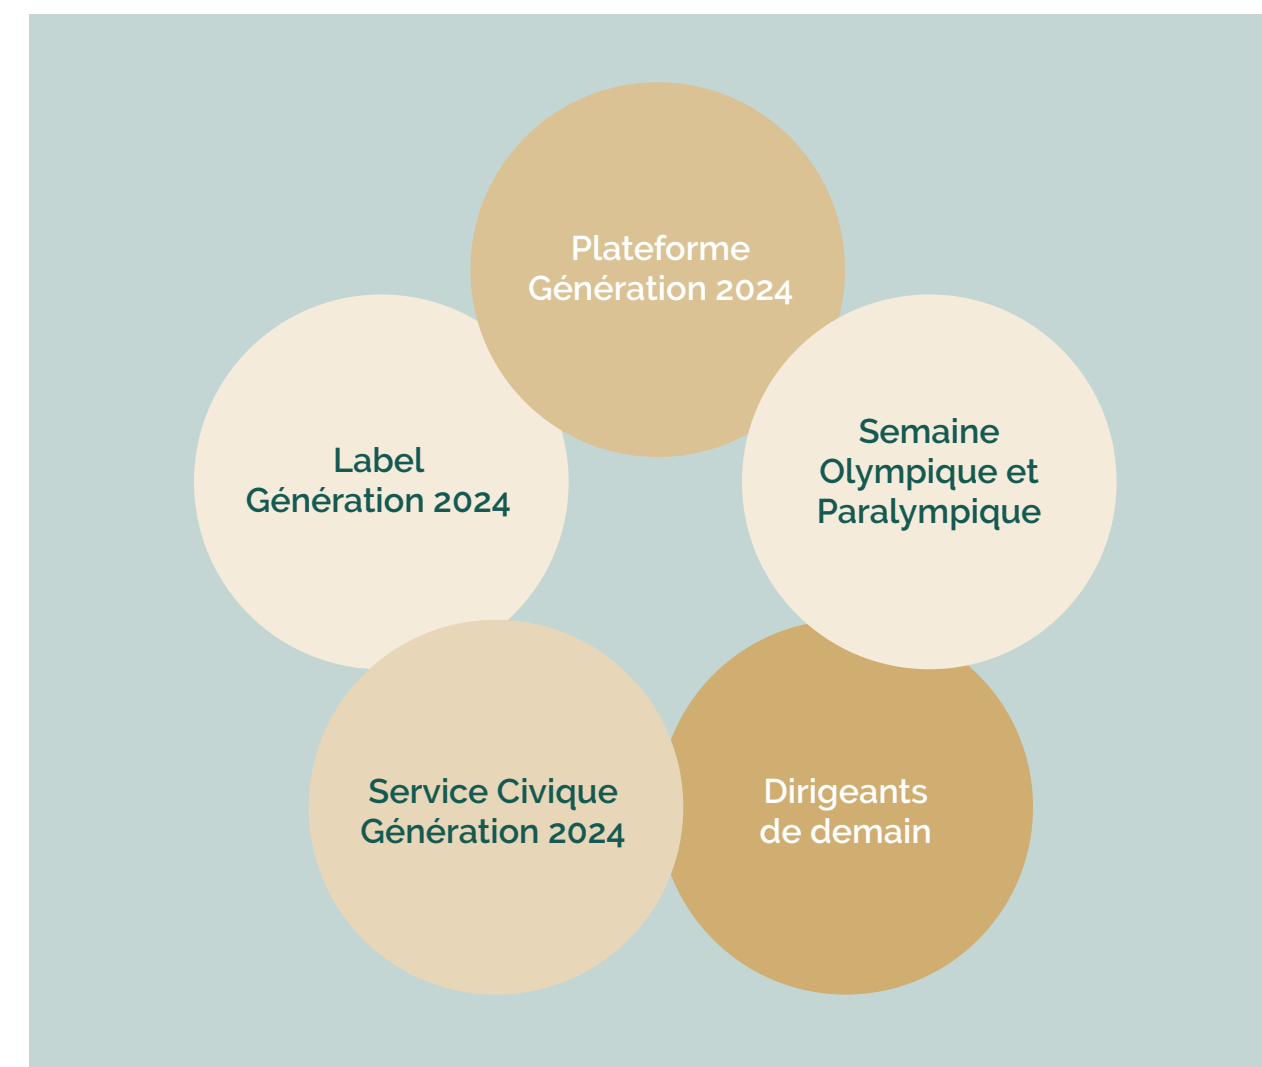 Plateforme
Génération 2024
Label
Génération 2024
Semaine
Olympique et
Paralympique
Service Civique
Génération 2024
Dirigeants
de demain